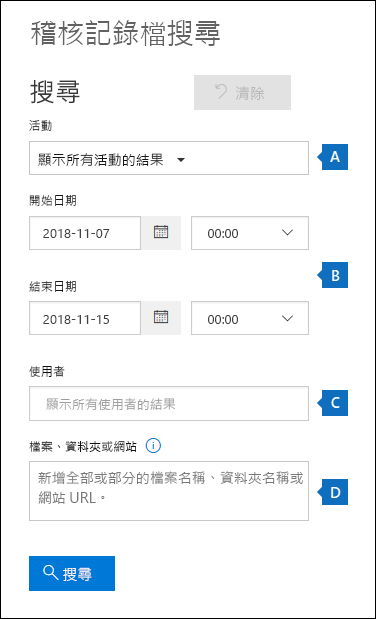 稽核記錄檔搜尋
搜尋
清除
活動
顯示所有活動的結果
A
開始日期
2018-11-07
00:00
B
結束日期
2018-11-15
00:00
使用者
顯示所有使用者的結果
C
檔案、資料夾或網站
新增全部或部分的檔案名稱、資料夾名稱或
網站 URL。
D
搜尋